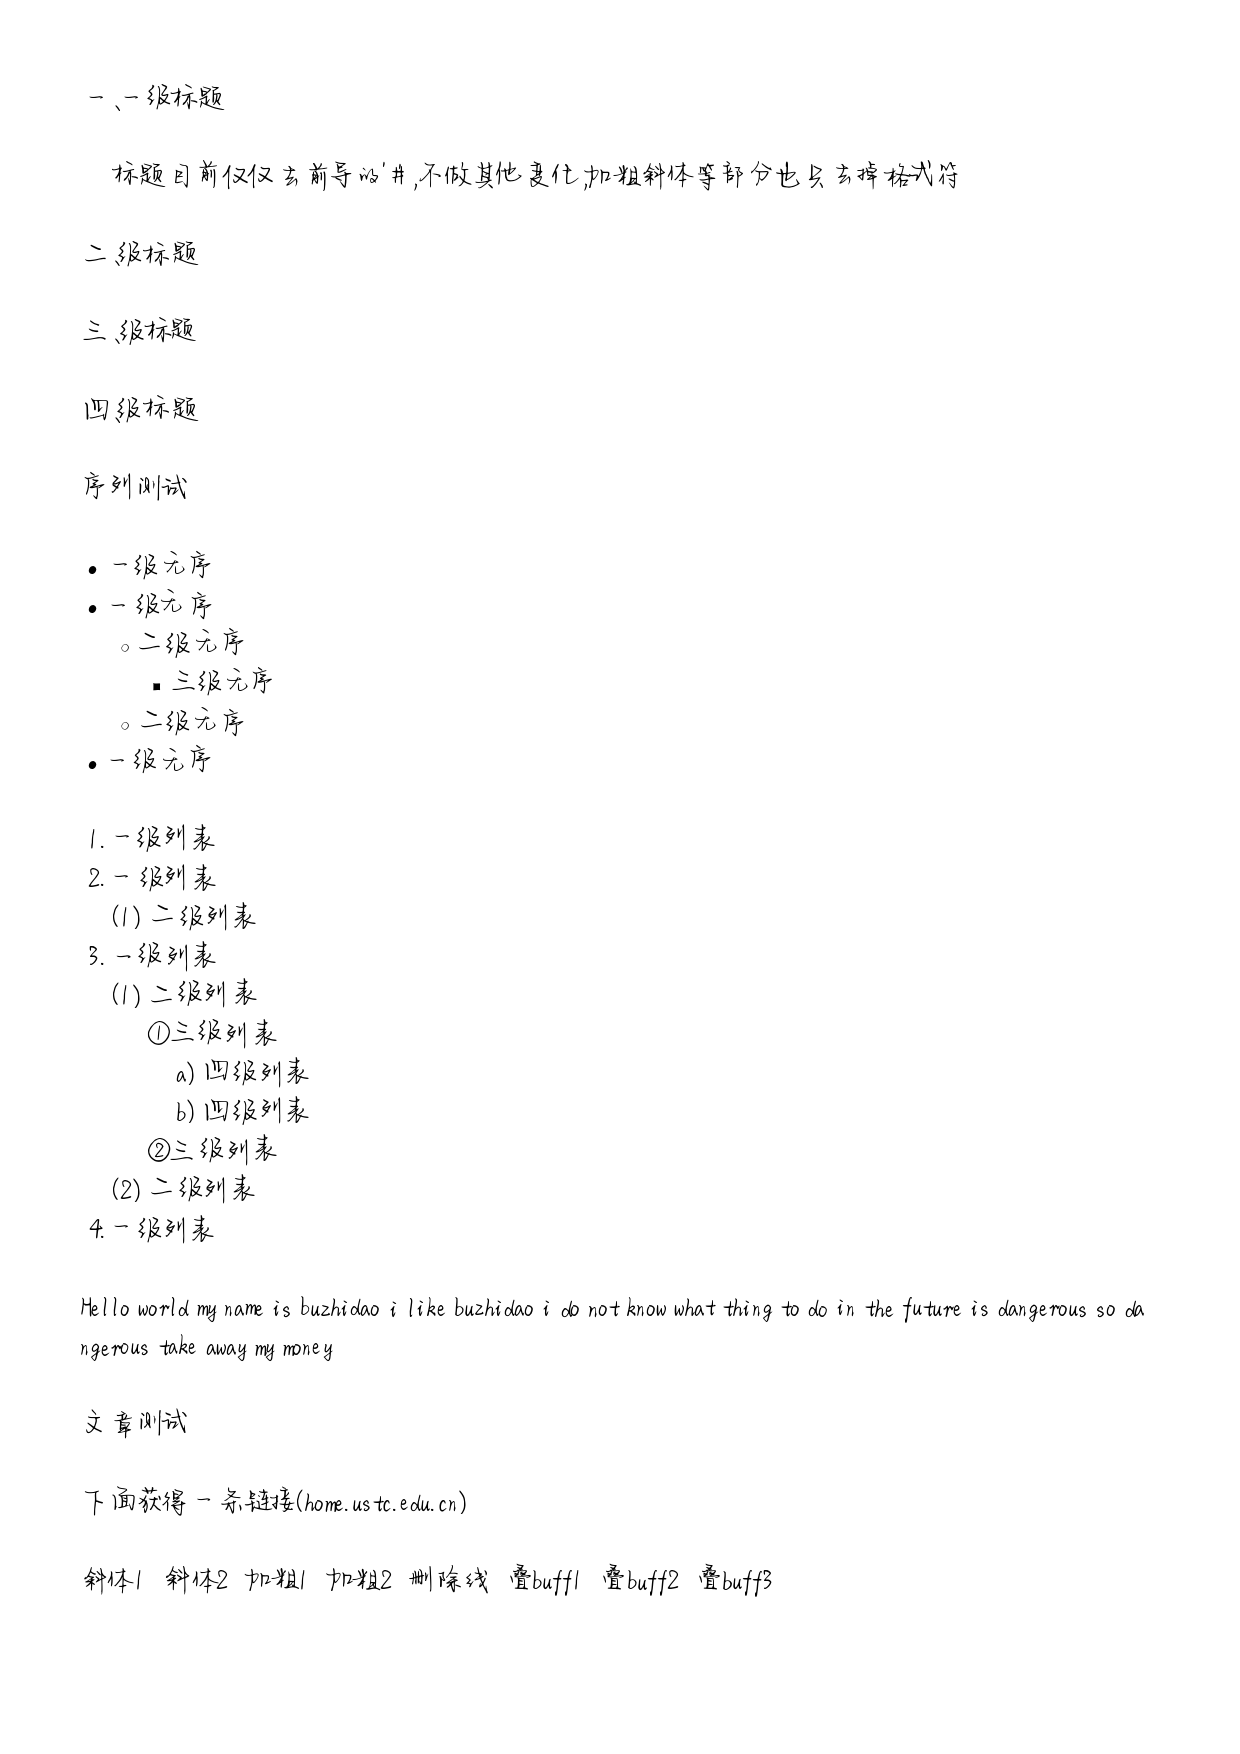 一、一级标题
标题目前仅仅去前导的'#,不做其他变化,加粗斜体等部分也只去掉格式符
二、级标题
三、级标题
四、级标题
序列测试
• 一级无序
• 一级无序
○ 二级无序
▪ 三级无序
○ 二级无序
• 一级无序
1. 一级列表
2. 一级列表
(1) 二级列表
3. 一级列表
(1) 二级列表
①三级列表
a) 四级列表
b) 四级列表
②三级列表
(2) 二级列表
4. 一级列表
Hello world my name is buzhidao i like buzhidao i do not know what thing to do in the future is dangerous so da
ngerous take away my money
文章测试
下面获得一条链接(home.ustc.edu.cn)
斜体1 斜体2 加粗1 加粗2 删除线 叠buff1 叠buff2 叠buff3